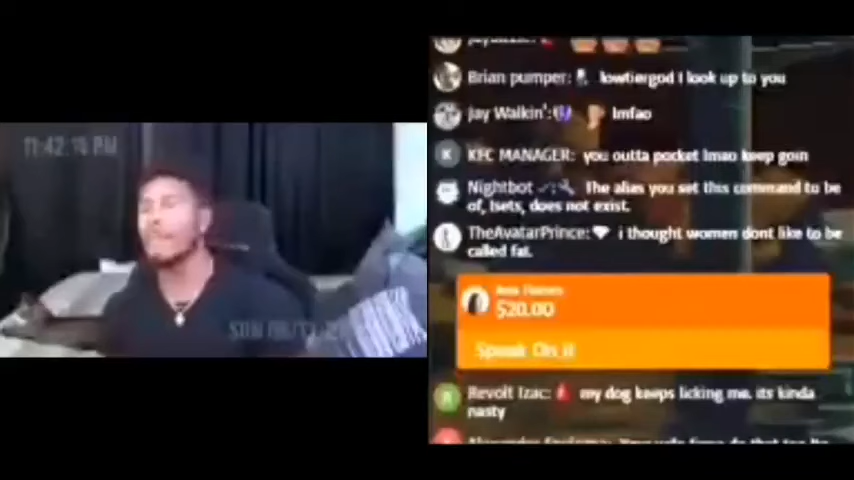 11:42:16 PM
SUN
Brian pumper: lowtiergod I look up to you
Jay Walkin': lmfao
K KFC MANAGER: you outta pocket lmao keep goin
Nightbot : The alias you set this command to be
of, !sets, does not exist.
TheAvatarPrince: i thought women dont like to be
called fat.
$20.00
Speak On it
Revolt Izac: my dog keeps licking me. its kinda
nasty